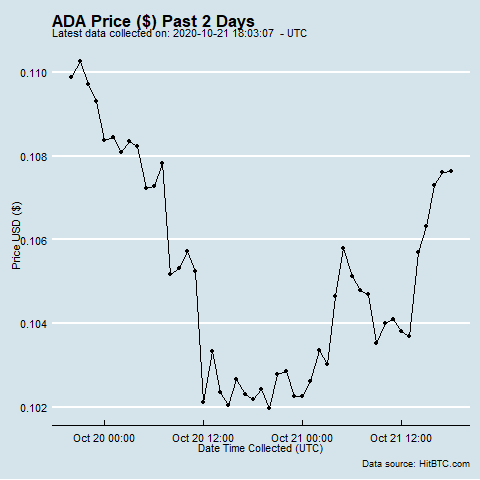 ADA Price ($) Past 2 Days
Latest data collected on: 2020-10-21 18:03:07  - UTC
0.110
0.108
0.106
0.104
0.102
Price USD ($)
Oct 20 00:00
Oct 20 12:00
Oct 21 00:00
Oct 21 12:00
Date Time Collected (UTC)
Data source: HitBTC.com